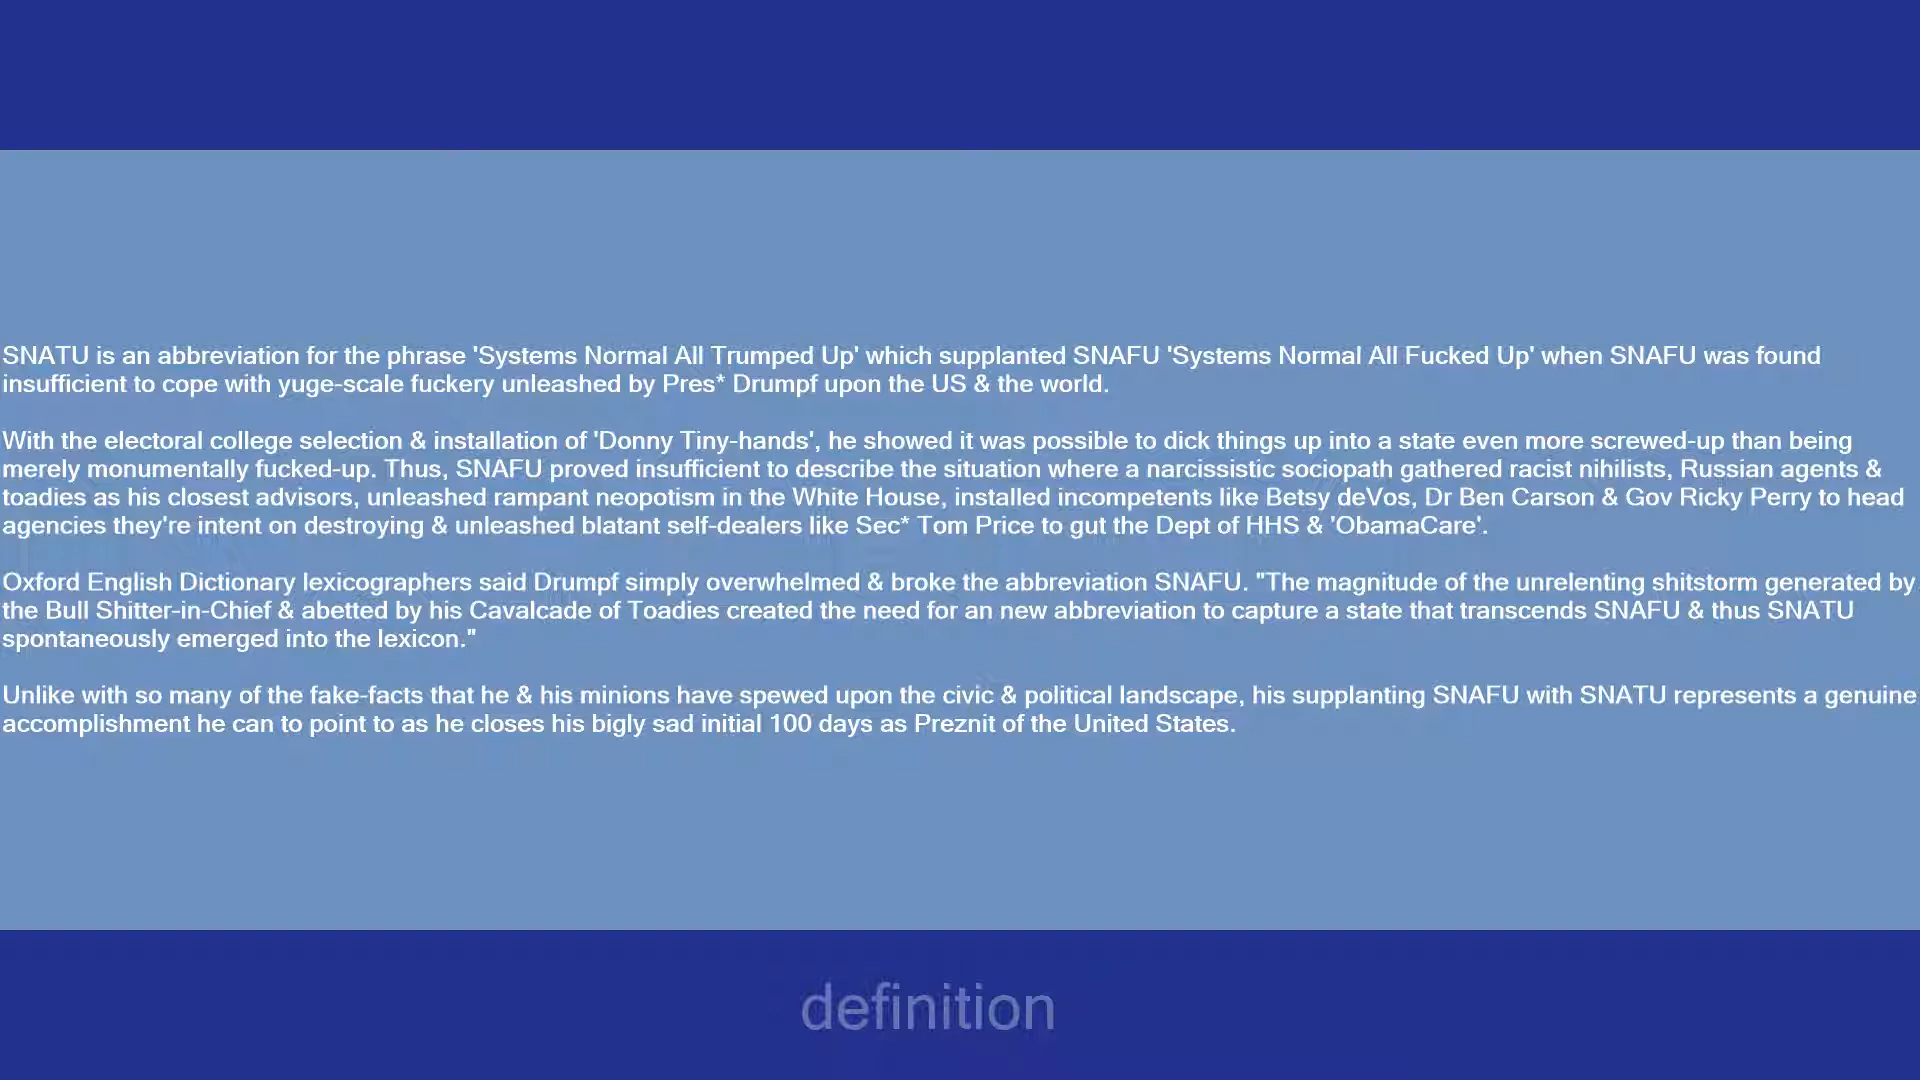 SNATU is an abbreviation for the phrase 'Systems Normal All Trumped Up' which supplanted SNAFU 'Systems Normal All Fucked Up' when SNAFU was found
insufficient to cope with yuge-scale fuckery unleashed by Pres* Drumpf upon the US & the world.
With the electoral college selection & installation of 'Donny Tiny-hands', he showed it was possible to dick things up into a state even more screwed-up than being
merely monumentally fucked-up. Thus, SNAFU proved insufficient to describe the situation where a narcissistic sociopath gathered racist nihilists, Russian agents &
toadies as his closest advisors, unleashed rampant neopotism in the White House, installed incompetents like Betsy deVos, Dr Ben Carson & Gov Ricky Perry to head
agencies they're intent on destroying & unleashed blatant self-dealers like Sec* Tom Price to gut the Dept of HHS & 'ObamaCare'.
Oxford English Dictionary lexicographers said Drumpf simply overwhelmed & broke the abbreviation SNAFU. "The magnitude of the unrelenting shitstorm generated by
the Bull Shitter-in-Chief & abetted by his Cavalcade of Toadies created the need for an new abbreviation to capture a state that transcends SNAFU & thus SNATU
spontaneously emerged into the lexicon."
Unlike with so many of the fake-facts that he & his minions have spewed upon the civic & political landscape, his supplanting SNAFU with SNATU represents a genuine
accomplishment he can to point to as he closes his bigly sad initial 100 days as Preznit of the United States.
definition